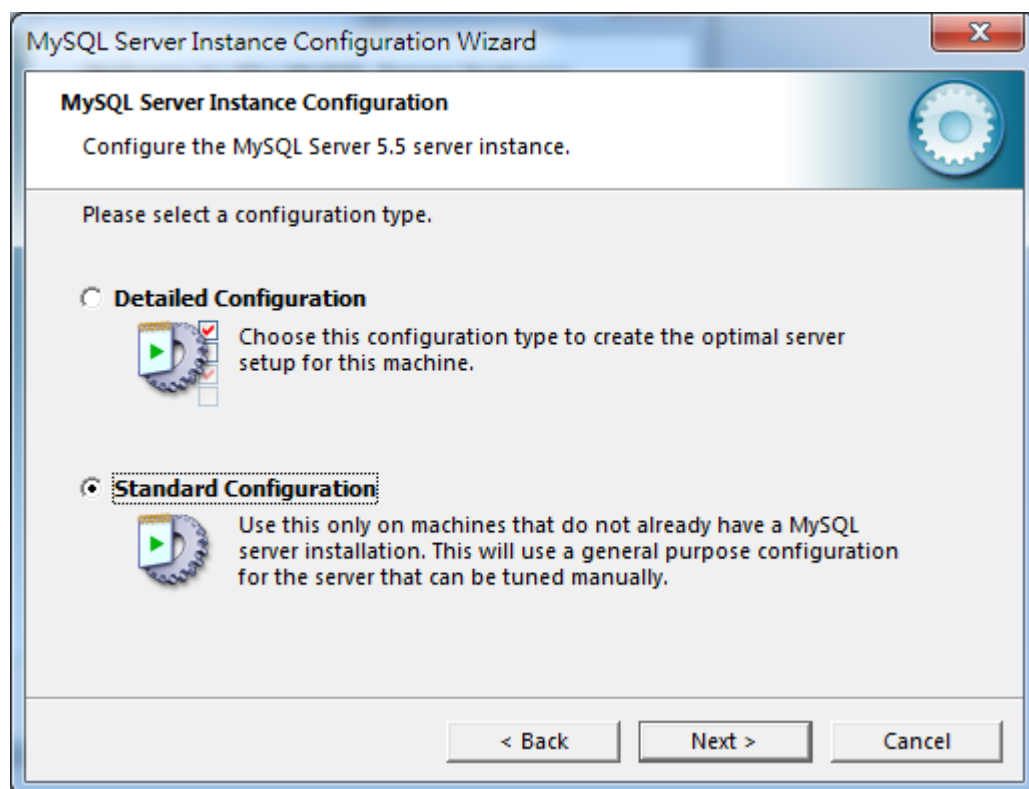 MySQL Server Instance Configuration Wizard
MySQL Server Instance Configuration
Configure the MySQL Server 5.5 server instance.
Please select a configuration type.
Detailed Configuration
Choose this configuration type to create the optimal server
setup for this machine.
Standard Configuration
Use this only on machines that do not already have a MySQL
server installation. This will use a general purpose configuration
for the server that can be tuned manually.
< Back
Next >
Cancel